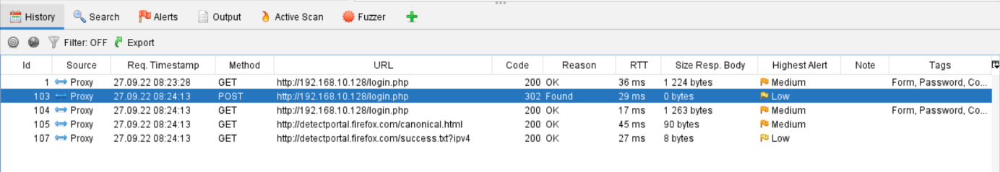 History Search Alerts Output Active Scan Fuzzer
Filter: OFF Export
Id Source Req. Timestamp Method URL Code Reason RTT Size Resp. Body Highest Alert Note Tags
1 Proxy 27.09.22 08:23:28 GET http://192.168.10.128/login.php 200 OK 36 ms 1 224 bytes Medium Form, Password, Co...
103 Proxy 27.09.22 08:24:13 POST http://192.168.10.128/login.php 302 Found 29 ms 0 bytes Low
104 Proxy 27.09.22 08:24:13 GET http://192.168.10.128/login.php 200 OK 17 ms 1 263 bytes Medium Form, Password, Co...
105 Proxy 27.09.22 08:24:13 GET http://detectportal.firefox.com/canonical.html 200 OK 45 ms 90 bytes Medium
107 Proxy 27.09.22 08:24:13 GET http://detectportal.firefox.com/success.txt?ipv4 200 OK 27 ms 8 bytes Low